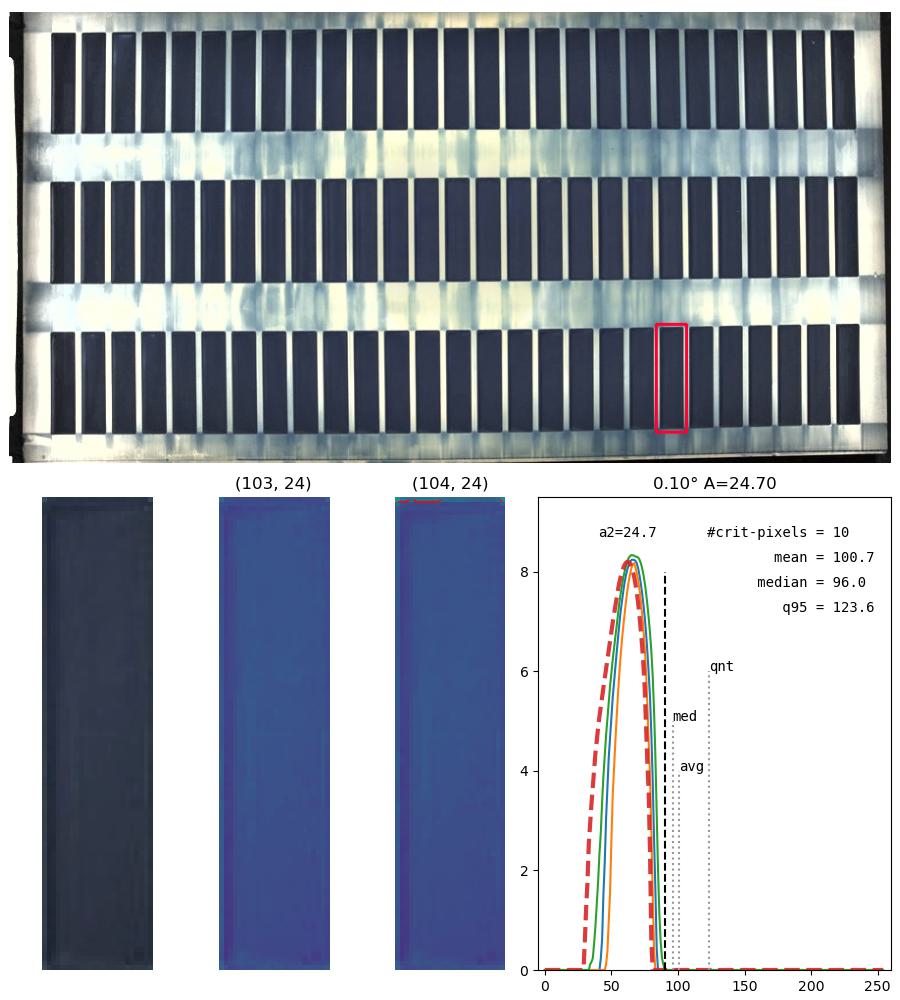 (103, 24)
(104, 24)
0.10° A=24.70
a2=24.7
#crit-pixels = 10
mean = 100.7
median = 96.0
q95 = 123.6
qnt
med
avg
8
6
4
2
0
0 50 100 150 200 250